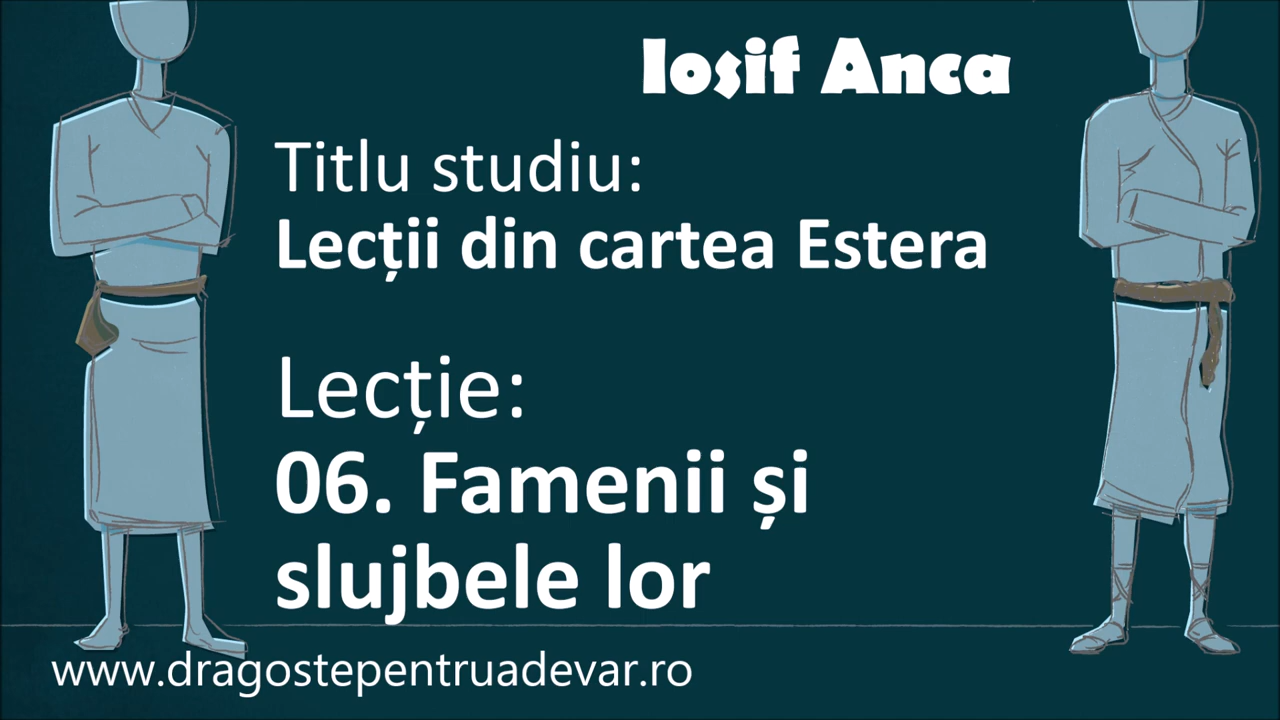 Iosif Anca
Titlu studiu:
Lecții din cartea Estera
Lecție:
06. Famenii și
slujbele lor
www.dragostepentruadevar.ro